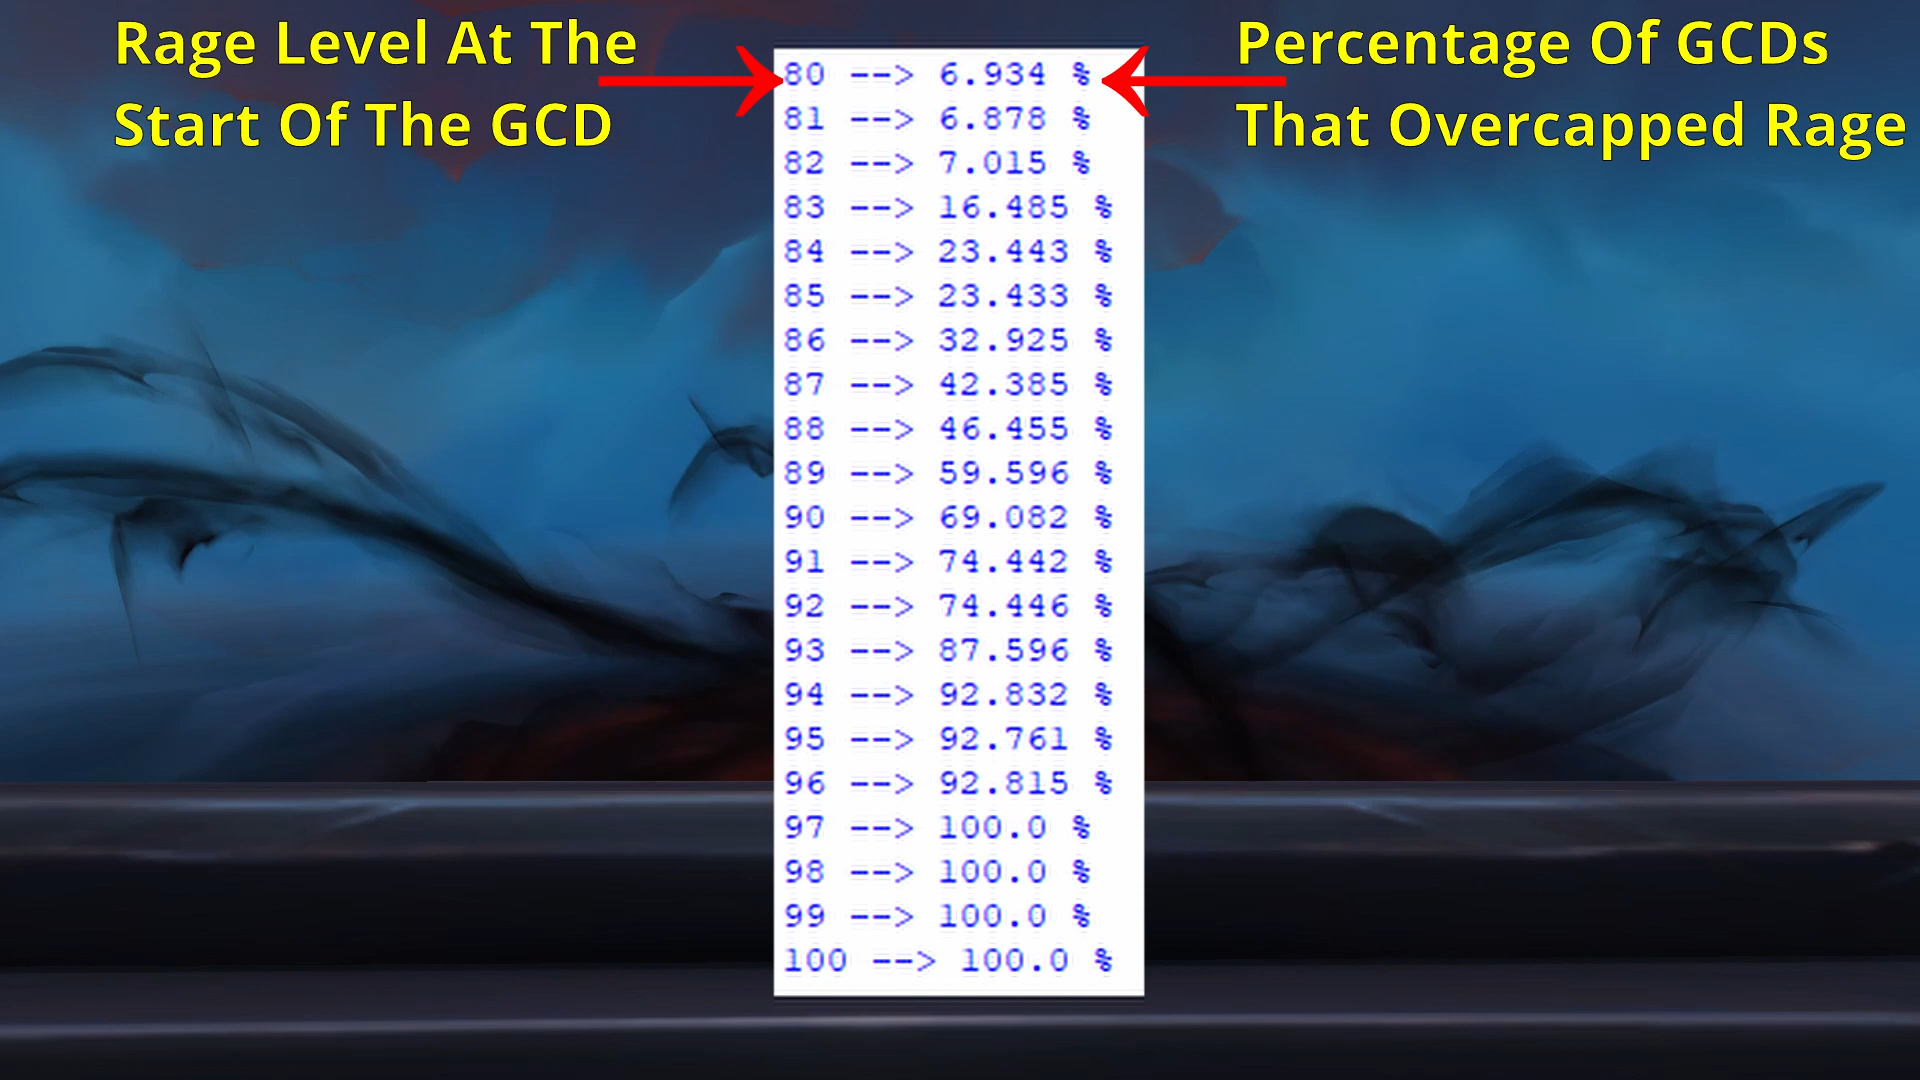 Rage Level At The
Start Of The GCD
Percentage Of GCDs
That Overcapped Rage
80 --> 6.934 %
81 --> 6.878 %
82 --> 7.015 %
83 --> 16.485 %
84 --> 23.443 %
85 --> 23.433 %
86 --> 32.925 %
87 --> 42.385 %
88 --> 46.455 %
89 --> 59.596 %
90 --> 69.082 %
91 --> 74.442 %
92 --> 74.446 %
93 --> 87.596 %
94 --> 92.832 %
95 --> 92.761 %
96 --> 92.815 %
97 --> 100.0 %
98 --> 100.0 %
99 --> 100.0 %
100 --> 100.0 %